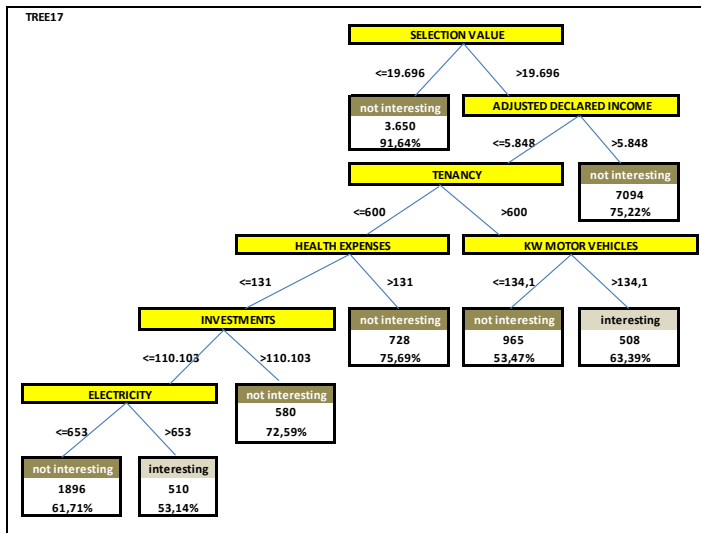 TREE17
SELECTION VALUE
<=19.696 >19.696
not interesting ADJUSTED DECLARED INCOME
3.650
91,64%
<=5.848 >5.848
TENANCY not interesting
7094
75,22%
<=600 >600
HEALTH EXPENSES KW MOTOR VEHICLES
<=131 >131 <=134,1 >134,1
INVESTMENTS not interesting not interesting interesting
728 965 508
75,69% 53,47% 63,39%
<=110.103 >110.103
ELECTRICITY not interesting
580
72,59%
<=653 >653
not interesting interesting
1896 510
61,71% 53,14%